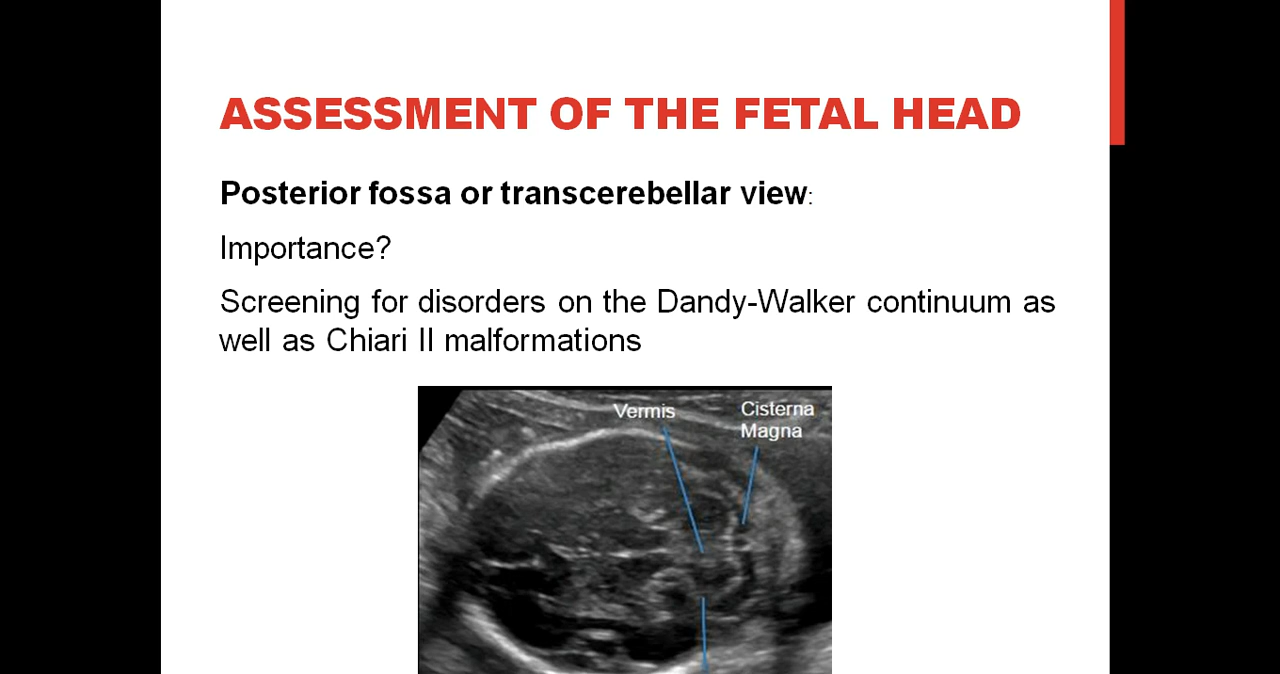 ASSESSMENT OF THE FETAL HEAD
Posterior fossa or transcerebellar view:
Importance?
Screening for disorders on the Dandy-Walker continuum as
well as Chiari II malformations
Vermis
Cisterna
Magna